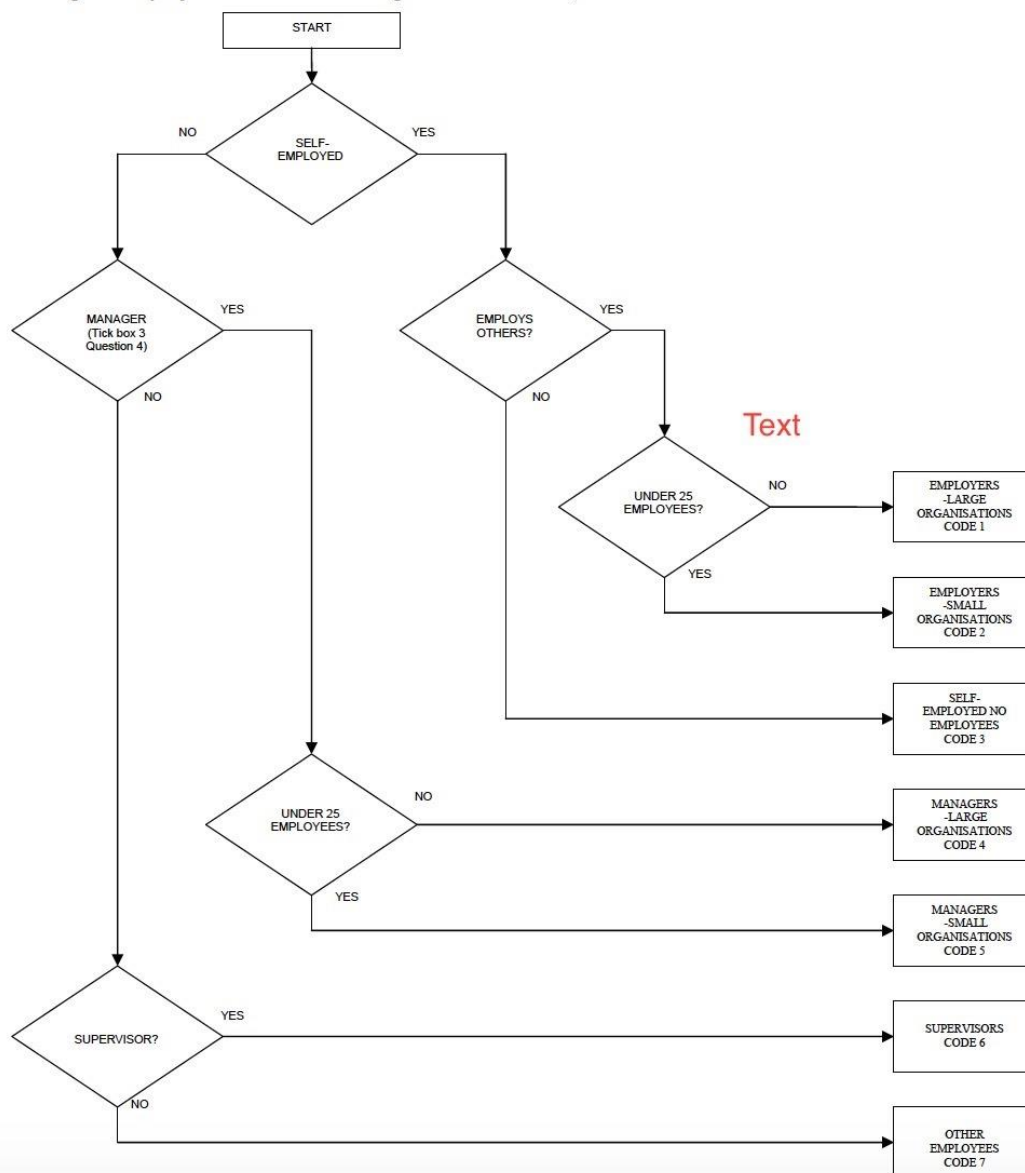 START
NO
YES
SELF-
EMPLOYED
MANAGER
(Tick box 3
Question 4)
YES
NO
EMPLOYS
OTHERS?
YES
NO
Text
UNDER 25
EMPLOYEES?
NO
YES
EMPLOYERS
-LARGE
ORGANISATIONS
CODE 1
EMPLOYERS
-SMALL
ORGANISATIONS
CODE 2
SELF-
EMPLOYED NO
EMPLOYEES
CODE 3
UNDER 25
EMPLOYEES?
NO
YES
MANAGERS
-LARGE
ORGANISATIONS
CODE 4
MANAGERS
-SMALL
ORGANISATIONS
CODE 5
SUPERVISOR?
YES
NO
SUPERVISORS
CODE 6
OTHER
EMPLOYEES
CODE 7